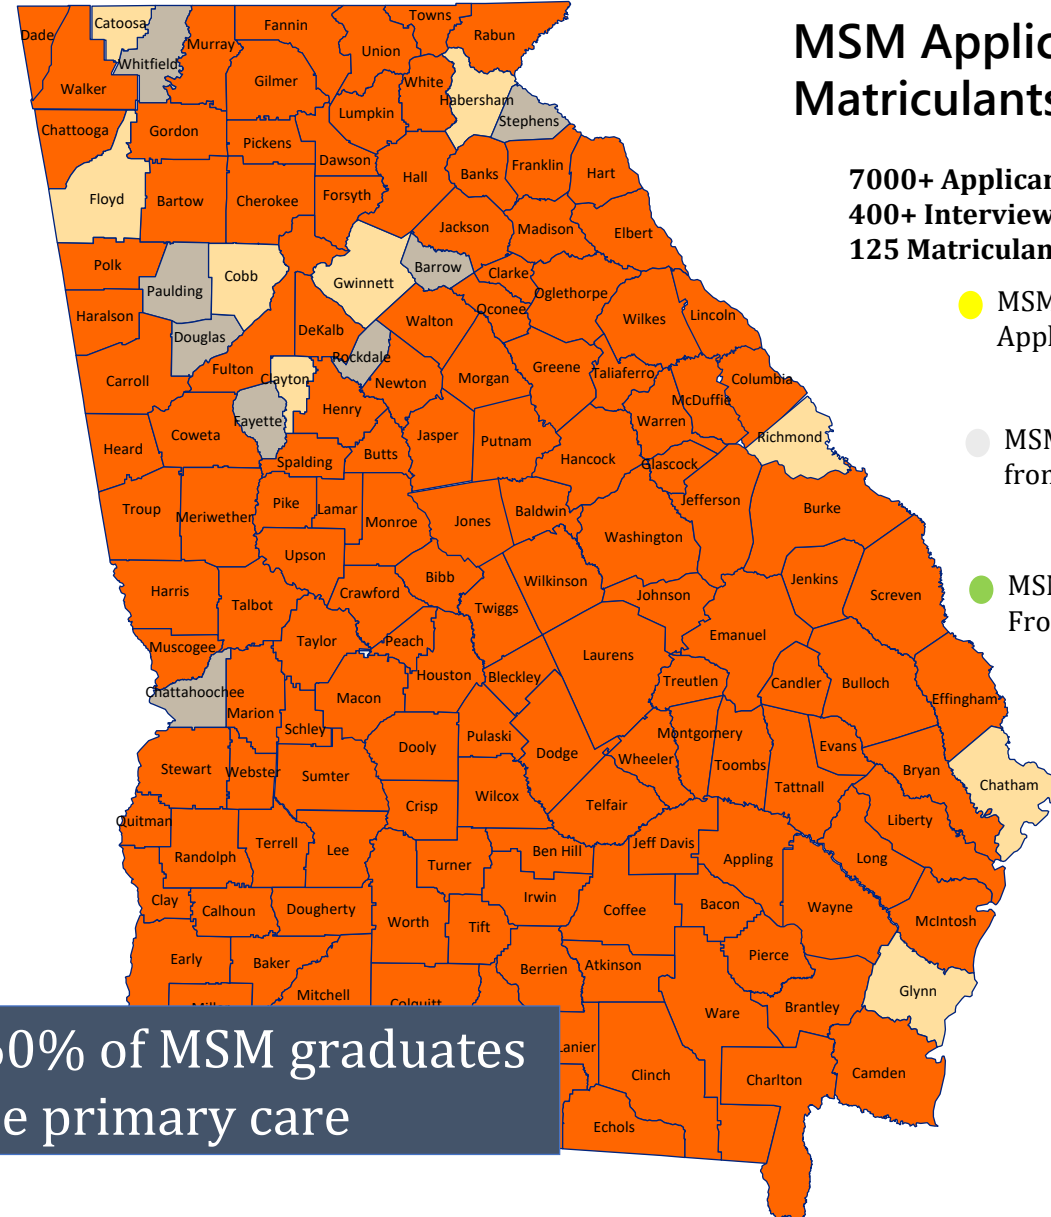 MSM Applic
Matriculants
7000+ Applican
400+ Interview
125 Matriculan
MSM
Appl
MSM
from
MSM
Fro
Dade
Catoosa
Whitfield
Murray
Fannin
Towns
Union
Rabun
Walker
Gilmer
White
Habersham
Lumpkin
Stephens
Chattooga
Gordon
Pickens
Dawson
Hall
Banks
Franklin
Hart
Floyd
Bartow
Cherokee
Forsyth
Jackson
Madison
Elbert
Polk
Paulding
Cobb
Gwinnett
Barrow
Clarke
Oconee
Oglethorpe
Wilkes
Lincoln
Haralson
Douglas
DeKalb
Walton
Rockdale
Carroll
Fulton
Clayton
Newton
Morgan
Greene
Taliaferro
Columbia
McDuffie
Fayette
Henry
Warren
Richmond
Heard
Coweta
Spalding
Butts
Jasper
Putnam
Hancock
Glascock
Jefferson
Burke
Troup
Meriwether
Pike
Lamar
Monroe
Jones
Baldwin
Washington
Upson
Harris
Talbot
Crawford
Bibb
Twiggs
Wilkinson
Johnson
Jenkins
Screven
Muscogee
Taylor
Peach
Houston
Bleckley
Laurens
Emanuel
Treutlen
Candler
Bulloch
Effingham
Chattahoochee
Marion
Schley
Macon
Dooly
Pulaski
Dodge
Wheeler
Montgomery
Toombs
Evans
Tattnall
Bryan
Chatham
Stewart
Webster
Sumter
Crisp
Wilcox
Telfair
Liberty
Quitman
Randolph
Terrell
Lee
Turner
Ben Hill
Jeff Davis
Appling
Long
Clay
Calhoun
Dougherty
Worth
Tift
Irwin
Coffee
Bacon
Wayne
McIntosh
Early
Baker
Mitchell
Colquitt
Berrien
Atkinson
Pierce
Ware
Brantley
Glynn
Lanier
Clinch
Charlton
Camden
Echols
0% of MSM graduates
e primary care